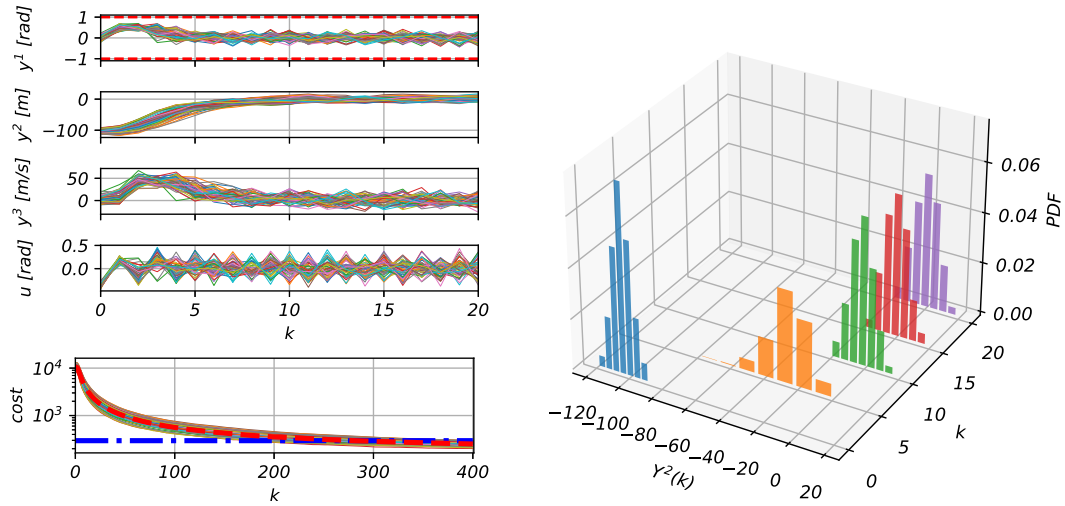 1
0
−1
y¹ [rad]
0
−100
y² [m]
50
0
y³ [m/s]
0.5
0.0
u [rad]
0 5 10 15 20
k
10⁴
10³
cost
0 100 200 300 400
k
0.06
0.04
0.02
0.00
PDF
−120
−100
−80
−60
−40
−20
0
20
Y²(k)
0
5
10
15
20
k